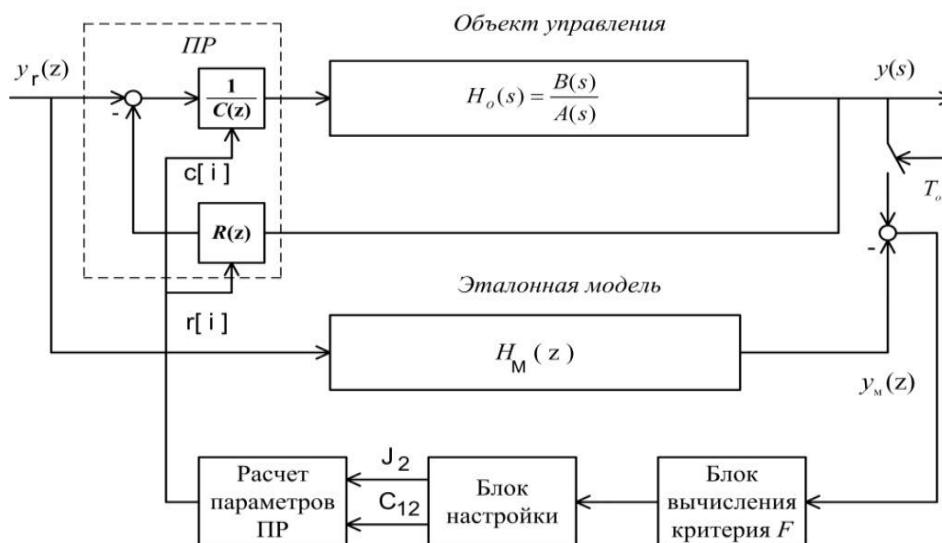 Объект управления
ПР
y_r(z)
-
1
C(z)
H_o(s) = B(s)
A(s)
y(s)
c[ i ]
T_o
R(z)
-
Эталонная модель
r[ i ]
H_M ( z )
y_м(z)
J_2
C_12
Расчет
параметров
ПР
Блок
настройки
Блок
вычисления
критерия F